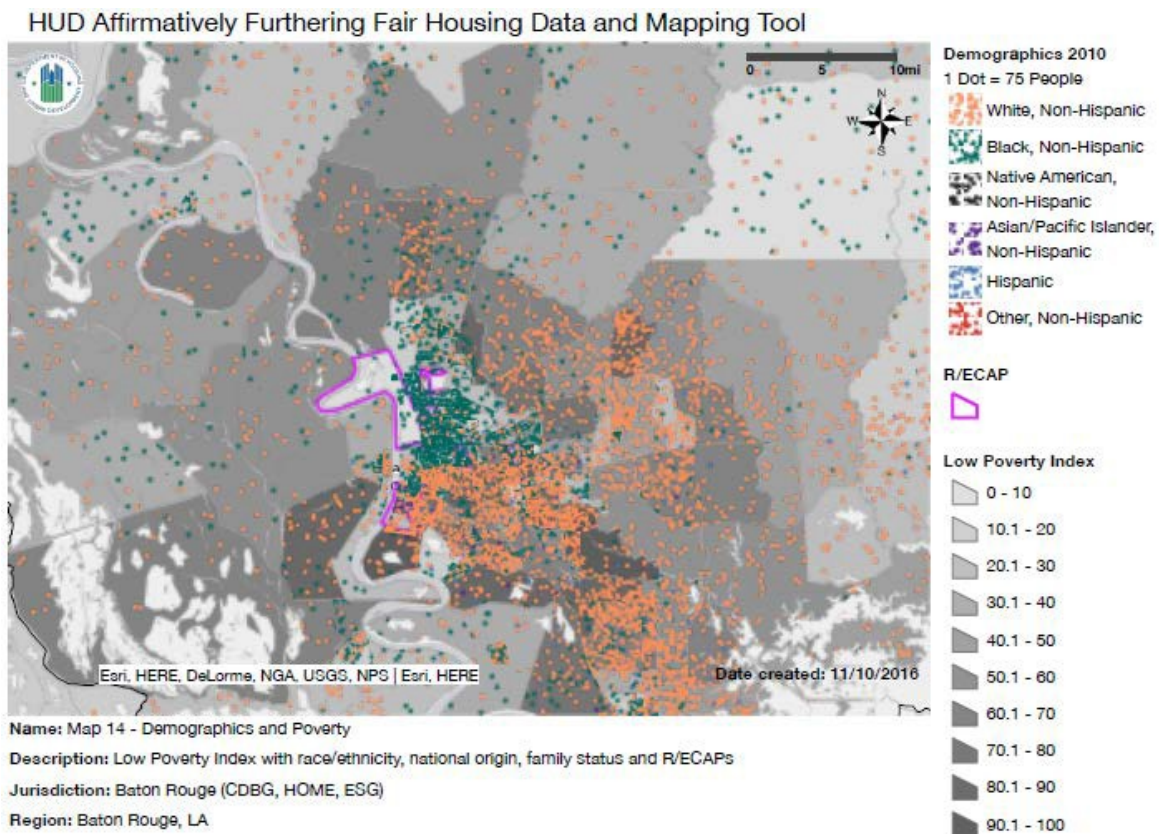 HUD Affirmatively Furthering Fair Housing Data and Mapping Tool
0 5 10mi
N
W E
S
Esri, HERE, DeLorme, NGA, USGS, NPS | Esri, HERE
Date created: 11/10/2016
Demographics 2010
1 Dot = 75 People
White, Non-Hispanic
Black, Non-Hispanic
Native American,
Non-Hispanic
Asian/Pacific Islander,
Non-Hispanic
Hispanic
Other, Non-Hispanic
R/ECAP
Low Poverty Index
0 - 10
10.1 - 20
20.1 - 30
30.1 - 40
40.1 - 50
50.1 - 60
60.1 - 70
70.1 - 80
80.1 - 90
90.1 - 100
Name: Map 14 - Demographics and Poverty
Description: Low Poverty Index with race/ethnicity, national origin, family status and R/ECAPs
Jurisdiction: Baton Rouge (CDBG, HOME, ESG)
Region: Baton Rouge, LA